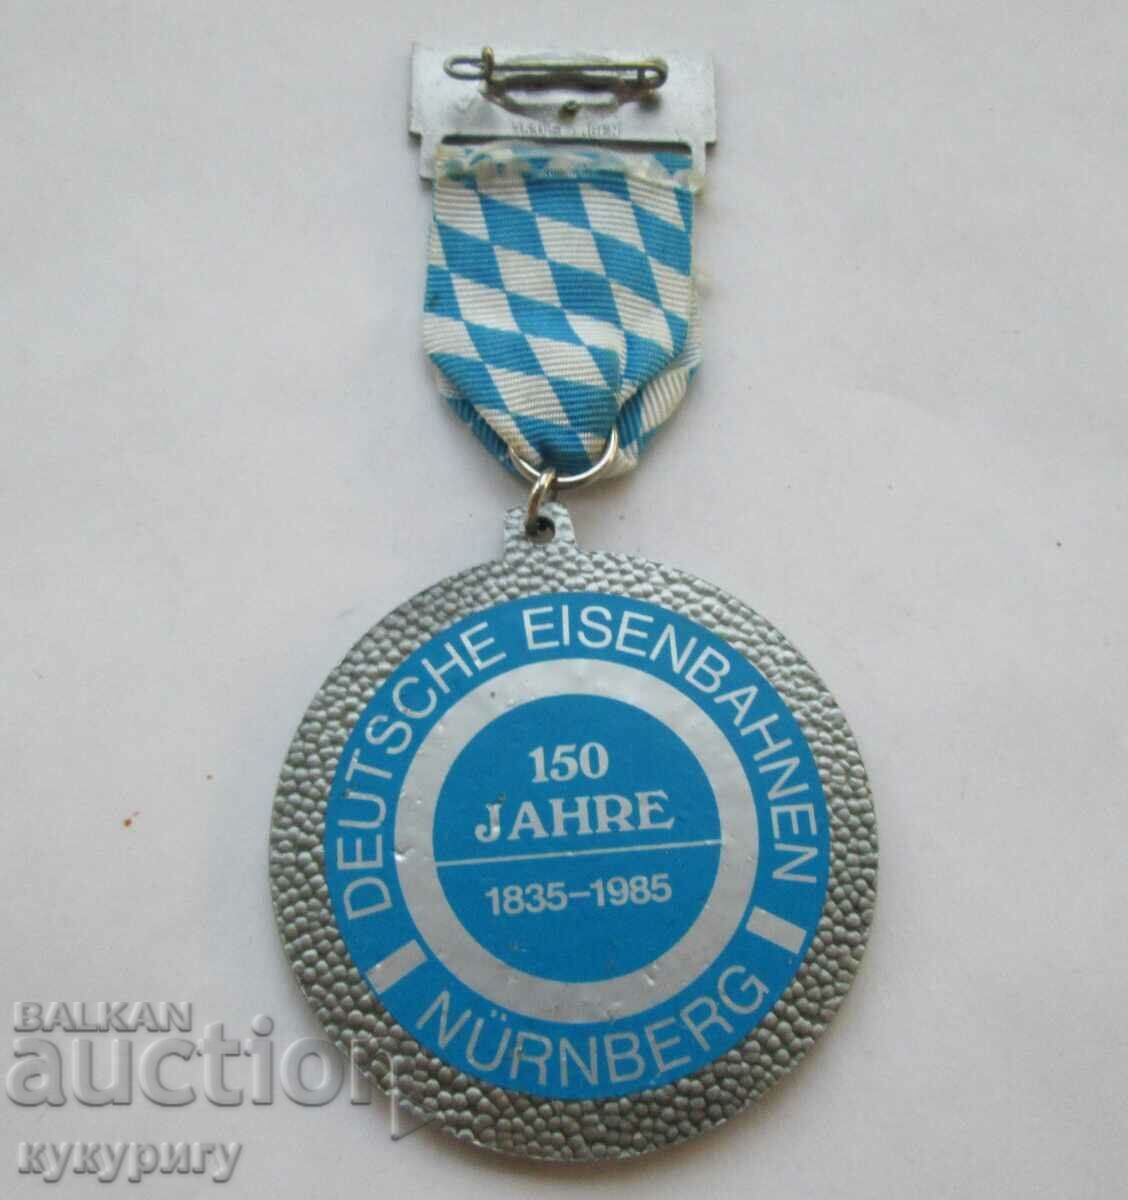 DEUTSCHE EISENBAHNEN
150
JAHRE
1835-1985
NÜRNBERG
BALKAN
auction
кукуригу